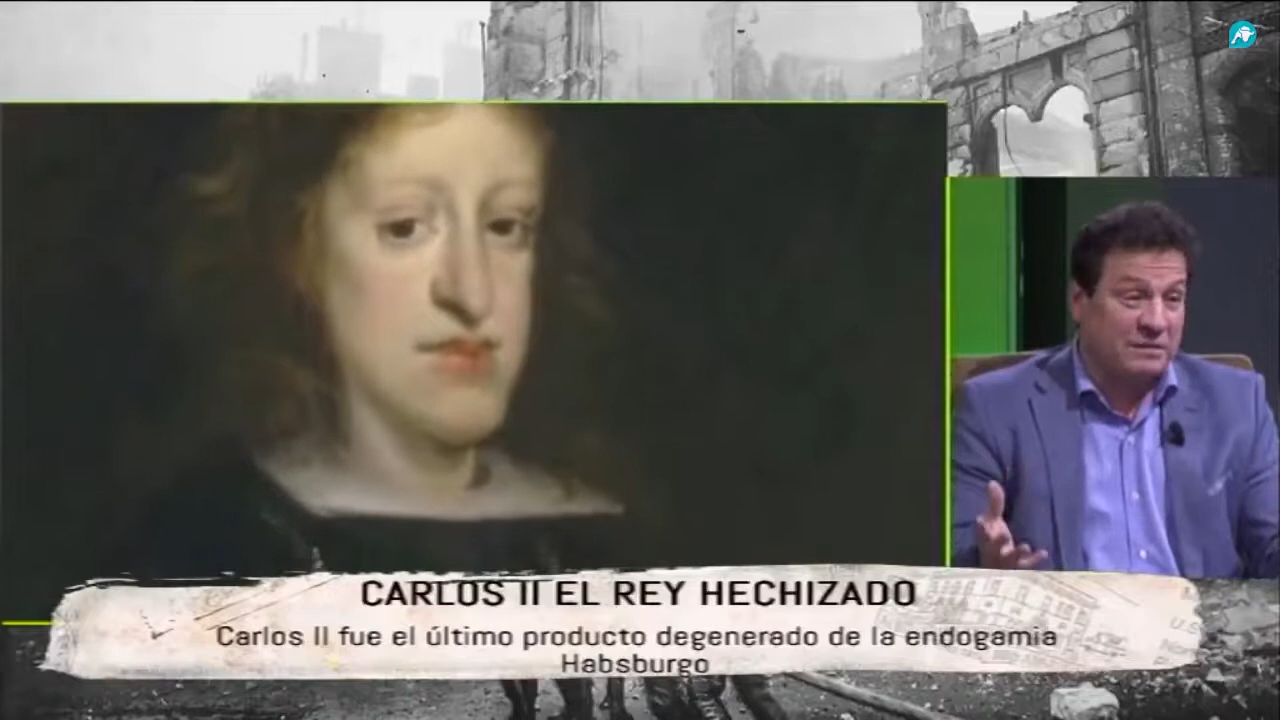 CARLOS II EL REY HECHIZADO
Carlos II fue el último producto degenerado de la endogamia
Habsburgo